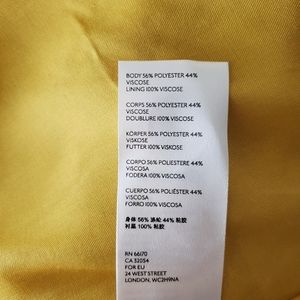 BODY 56% POLYESTER 44%
VISCOSE
LINING 100% VISCOSE
CORPS 56% POLYESTER 44%
VISCOSE
DOUBLURE 100% VISCOSE
KÖRPER 56% POLYESTER 44%
VISKOSE
FUTTER 100% VISKOSE
CORPO 56% POLIESTERE 44%
VISCOSA
FODERA 100% VISCOSA
CUERPO 56% POLIÉSTER 44%
VISCOSA
FORRO 100% VISCOSA
身体 56% 涤纶 44% 粘胶
衬里 100% 粘胶
RN 66170
CA 32054
FOR EU
24 WEST STREET
LONDON, WC2H9NA